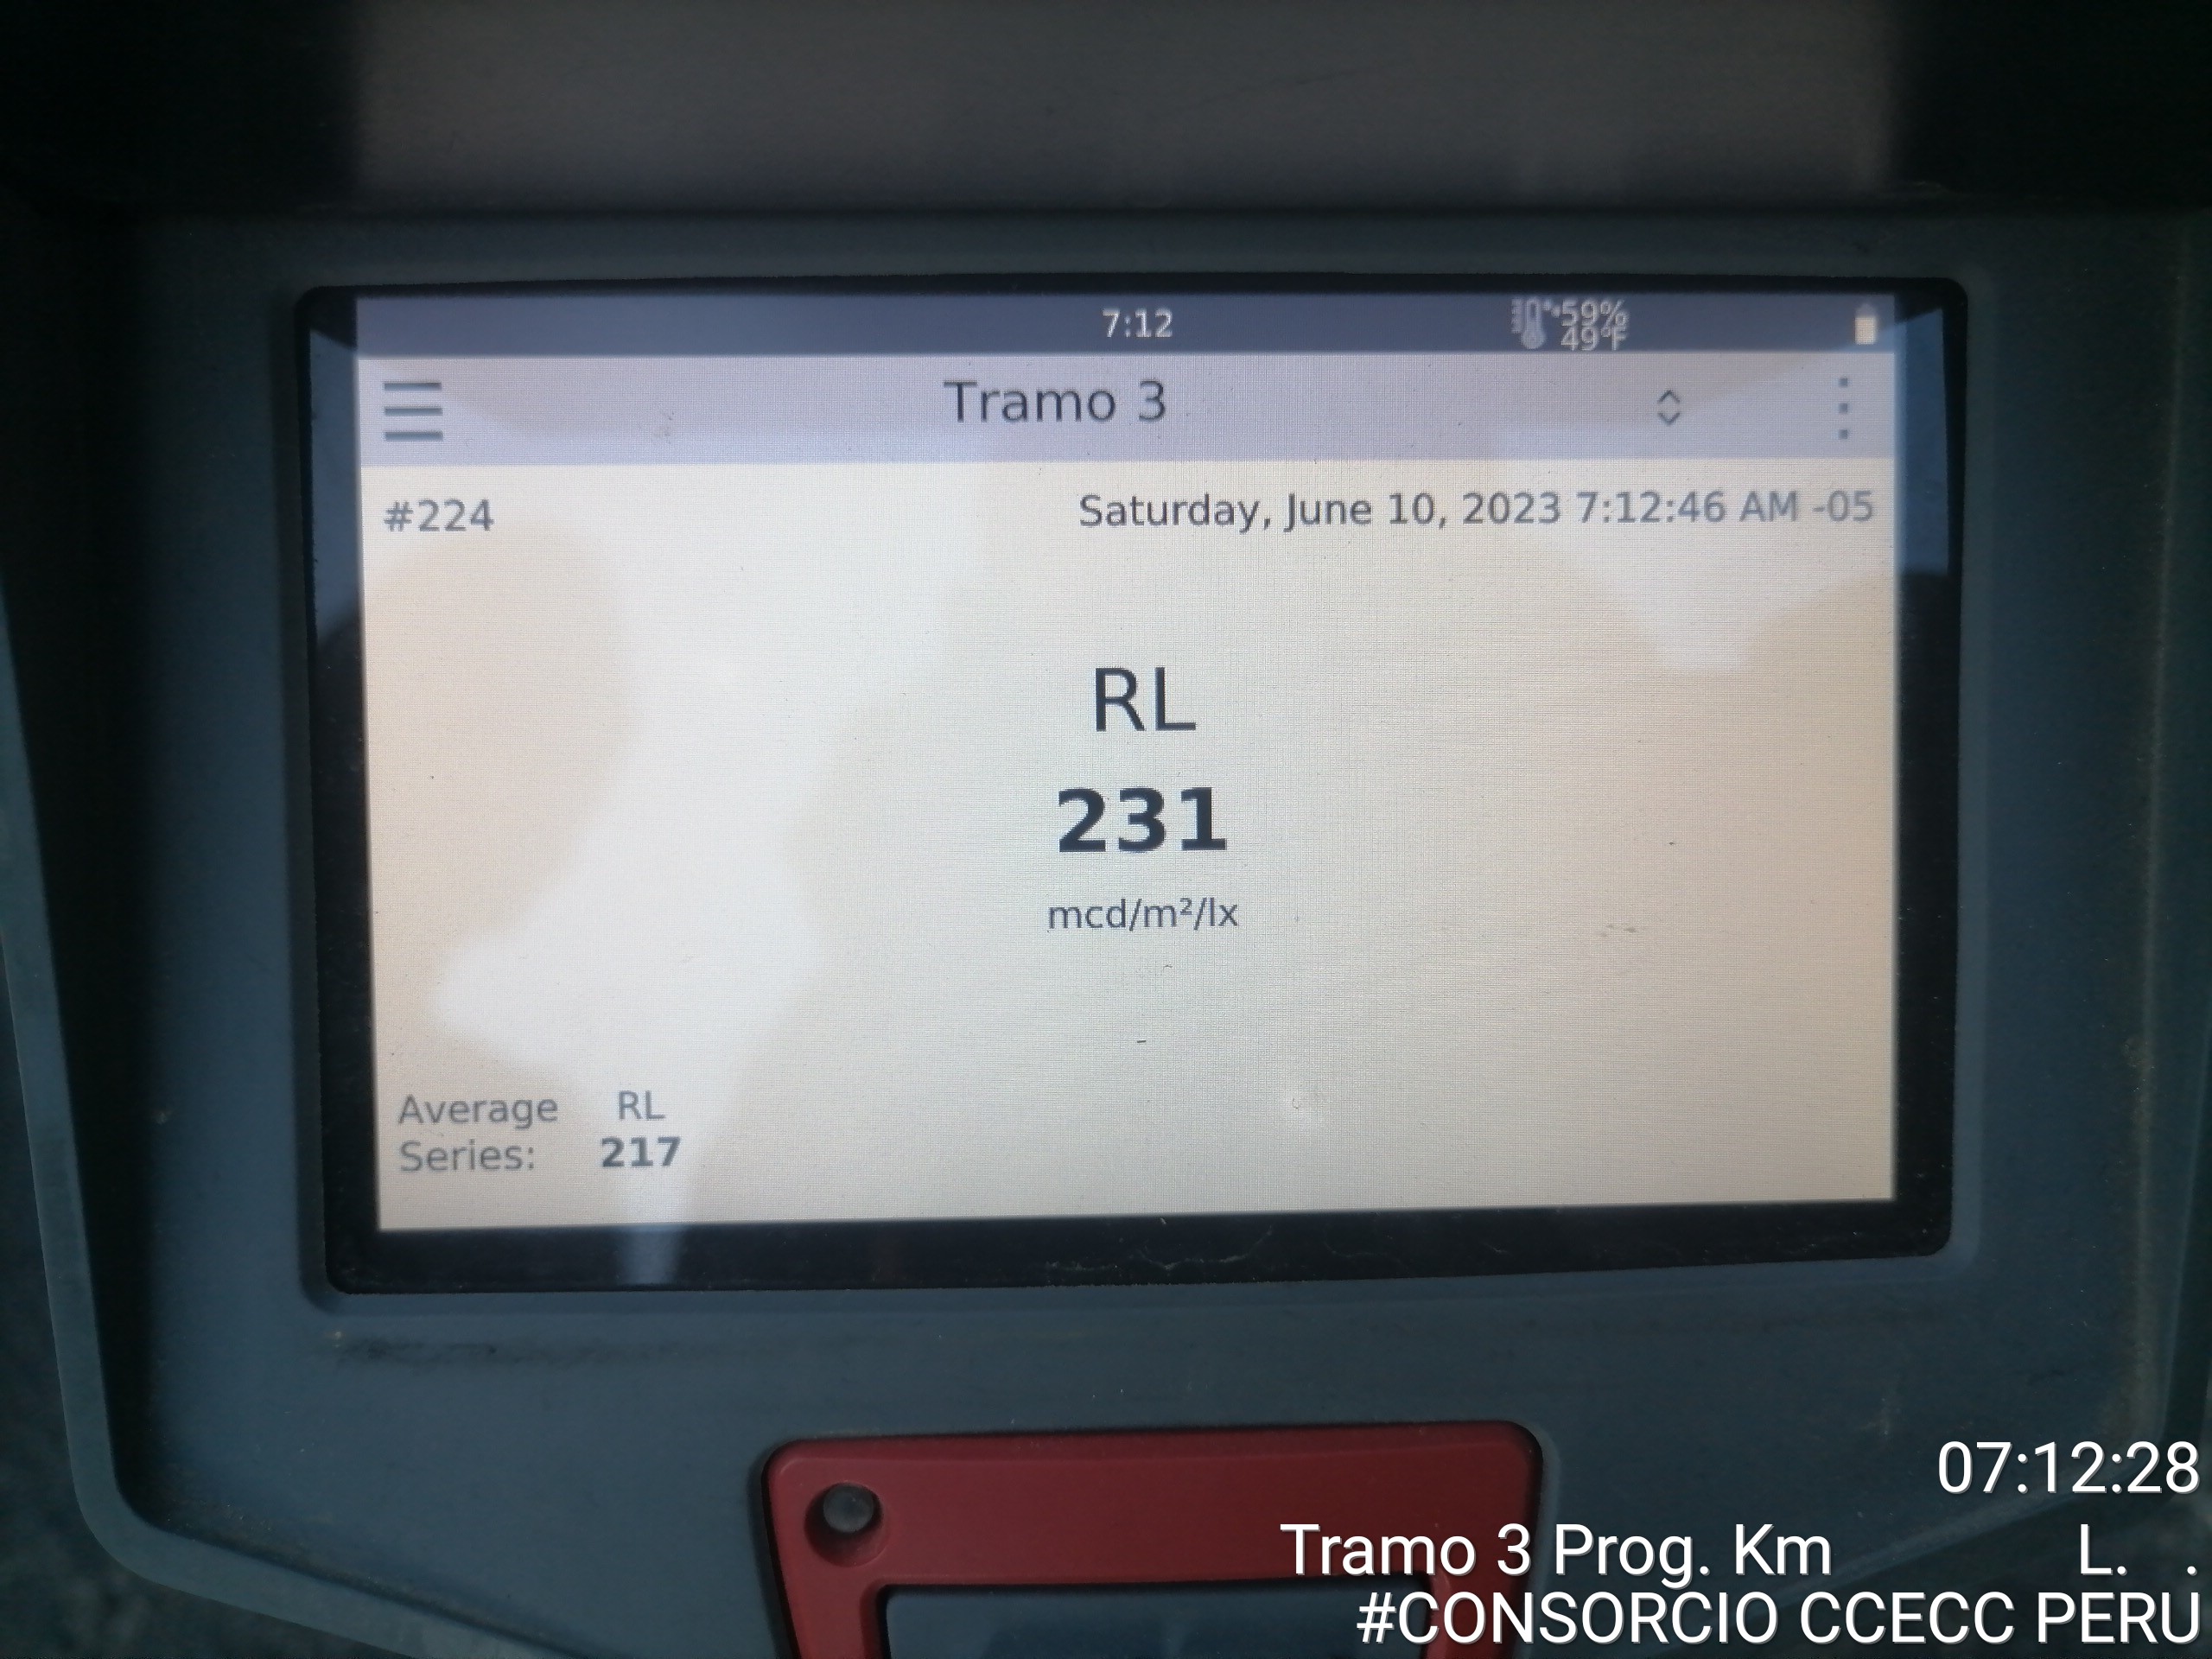 7:12
59%
49°F
Tramo 3
#224
Saturday, June 10, 2023 7:12:46 AM -05
RL
231
mcd/m²/lx
-
Average RL
Series: 217
07:12:28
Tramo 3 Prog. Km L. .
#CONSORCIO CCECC PERU